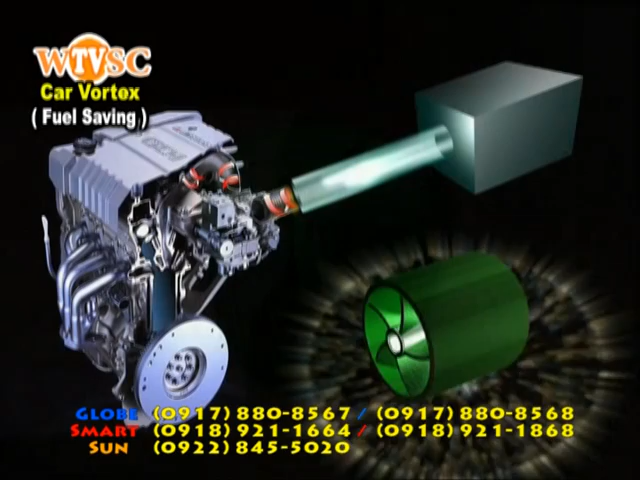 WTVSC
Car Vortex
( Fuel Saving )
GLOBE (0917) 880-8567 / (0917) 880-8568
SMART (0918) 921-1664 / (0918) 921-1868
SUN (0922) 845-5020